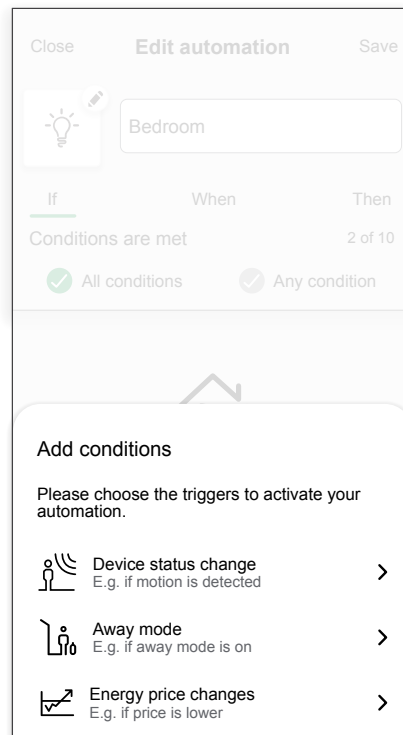 Close Edit automation Save
Bedroom
If When Then
Conditions are met 2 of 10
All conditions Any condition
Add conditions
Please choose the triggers to activate your
automation.
Device status change
E.g. if motion is detected
Away mode
E.g. if away mode is on
Energy price changes
E.g. if price is lower